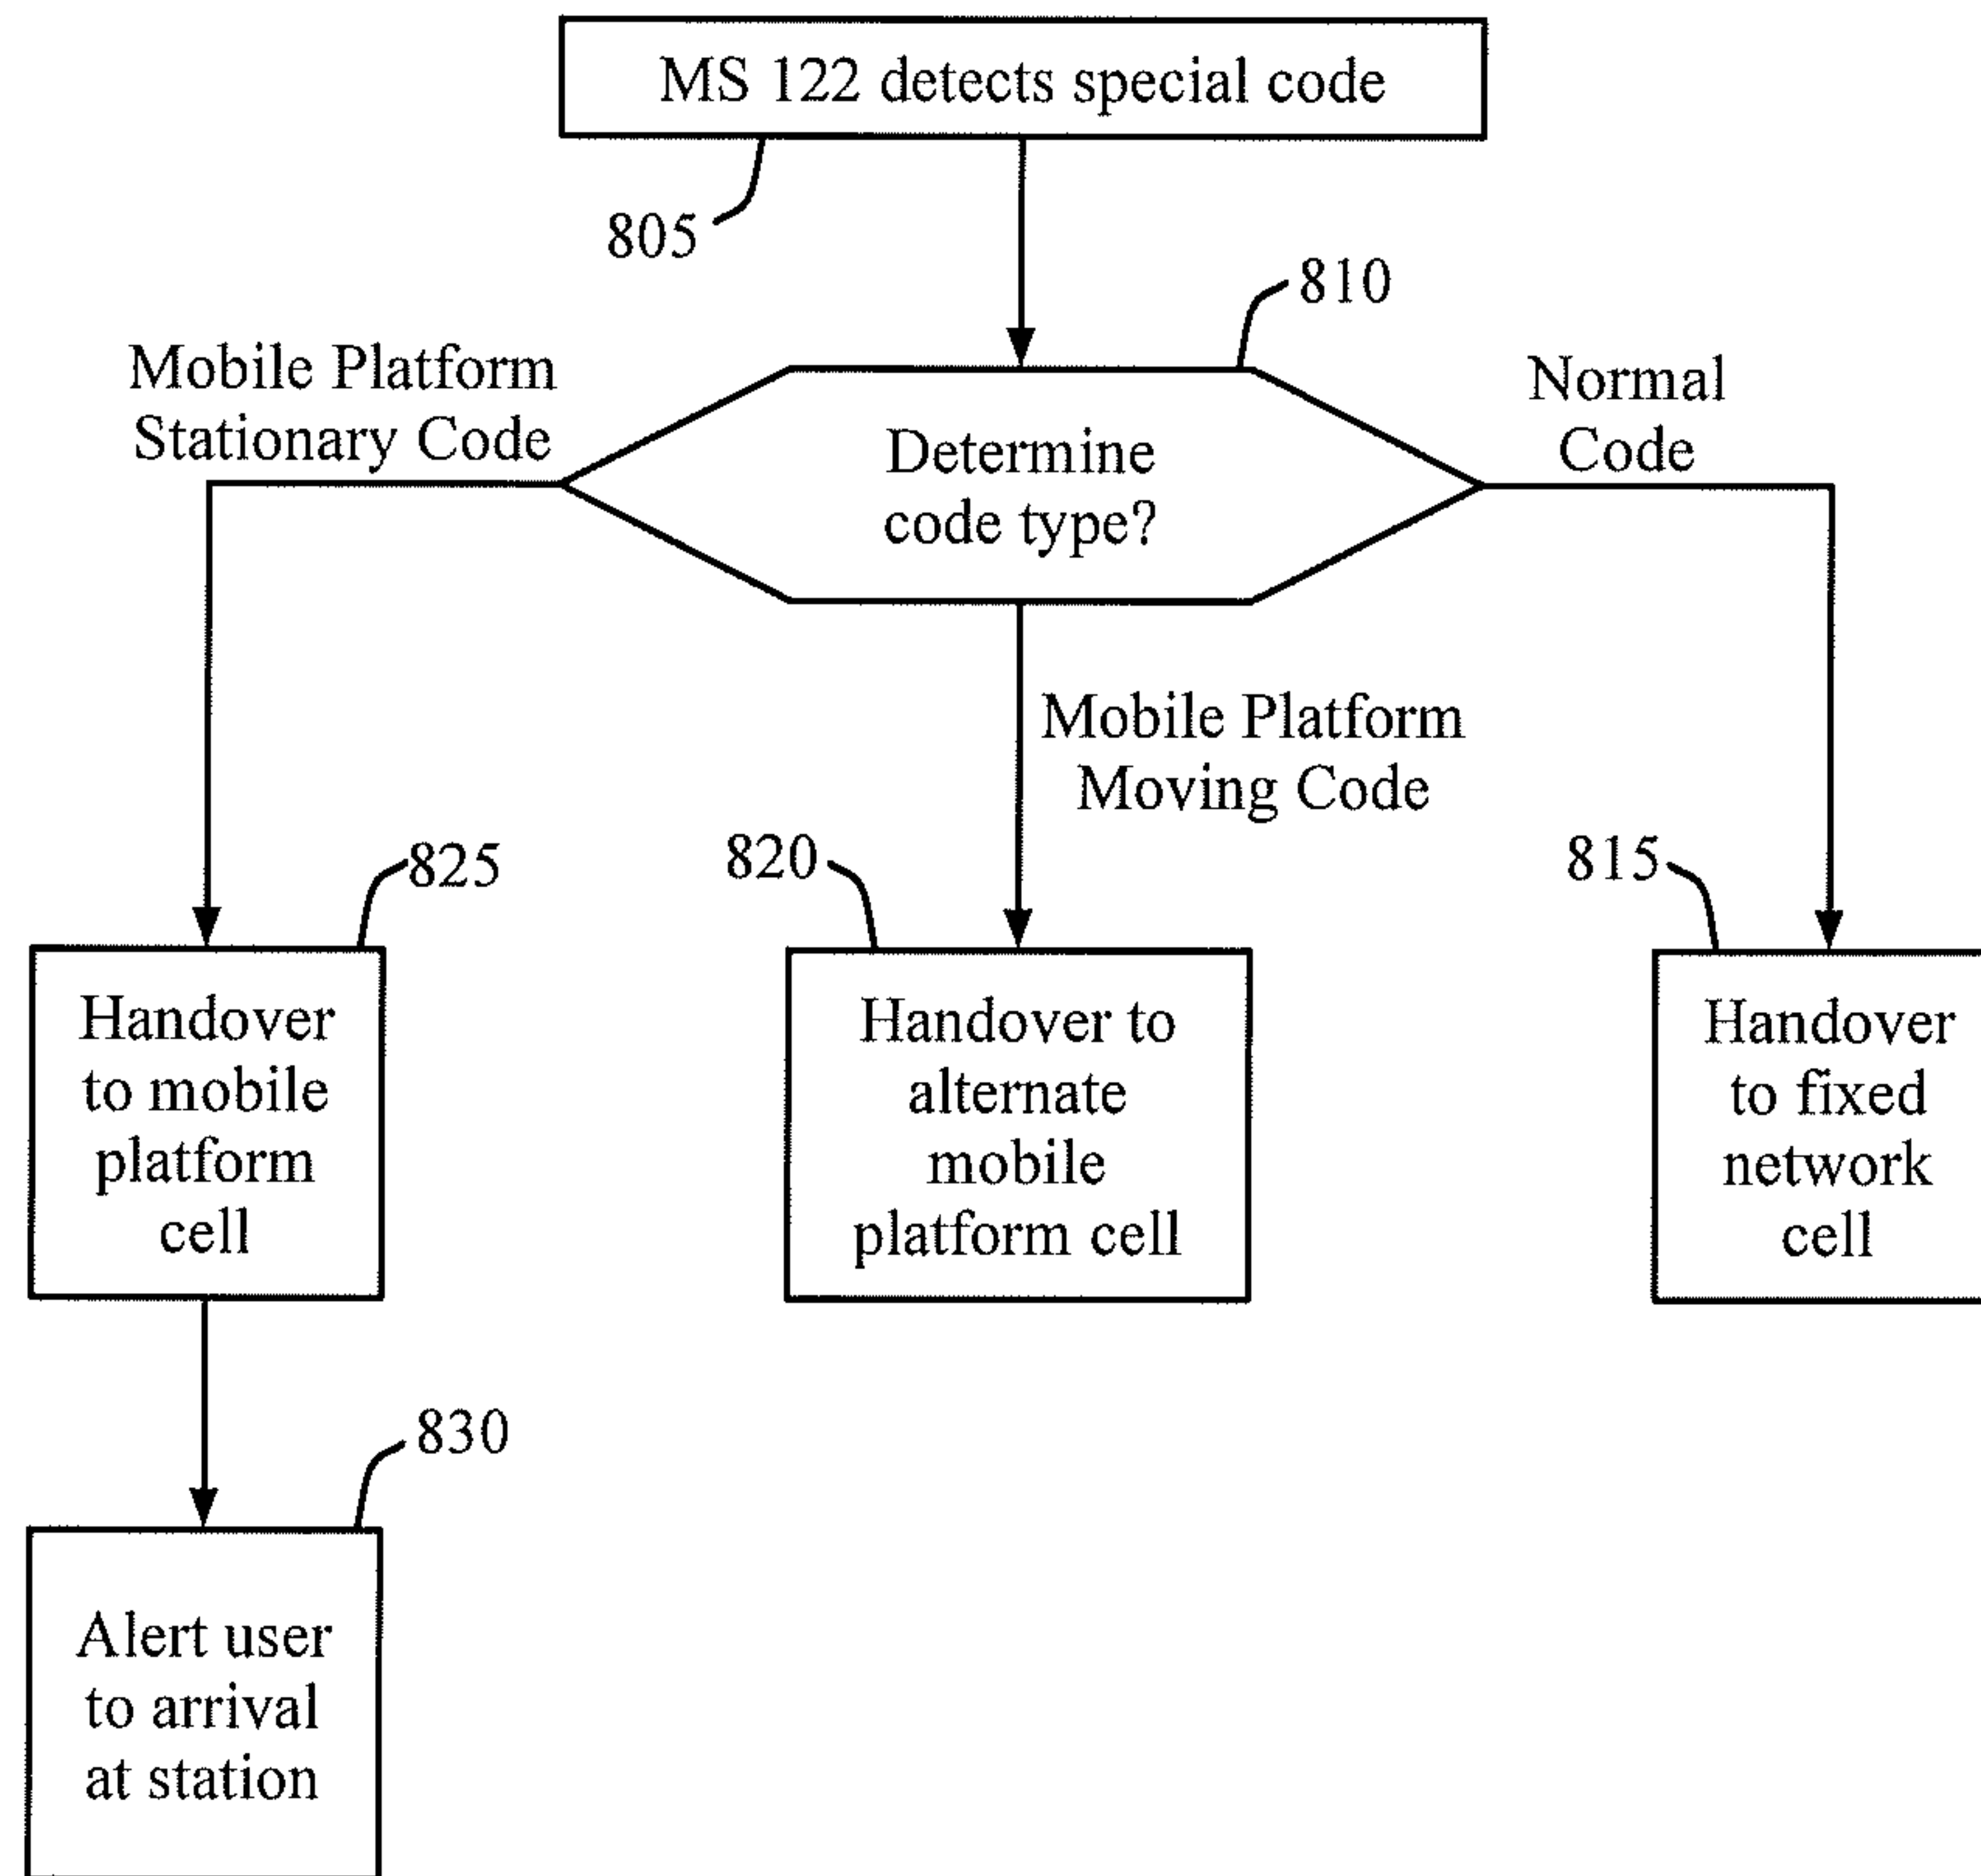 MS 122 detects special code
805
810
Mobile Platform
Stationary Code
Normal
Code
Determine
code type?
Mobile Platform
Moving Code
825
820
815
Handover
to mobile
platform
cell
Handover to
alternate
mobile
platform cell
Handover
to fixed
network
cell
830
Alert user
to arrival
at station